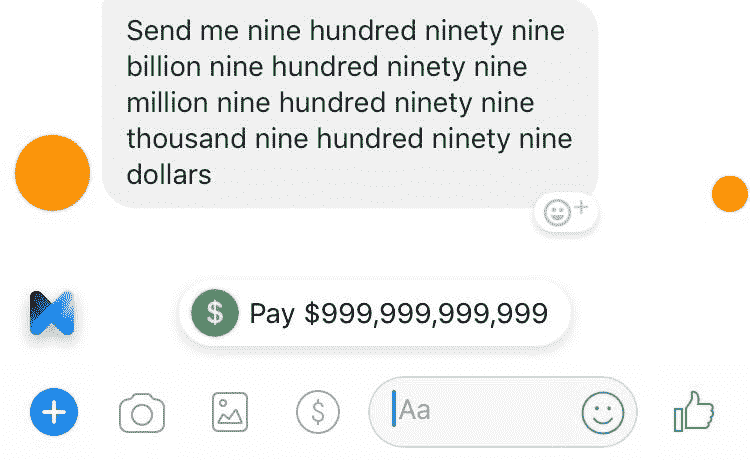 Send me nine hundred ninety nine
billion nine hundred ninety nine
million nine hundred ninety nine
thousand nine hundred ninety nine
dollars
$ Pay $999,999,999,999
$ Aa